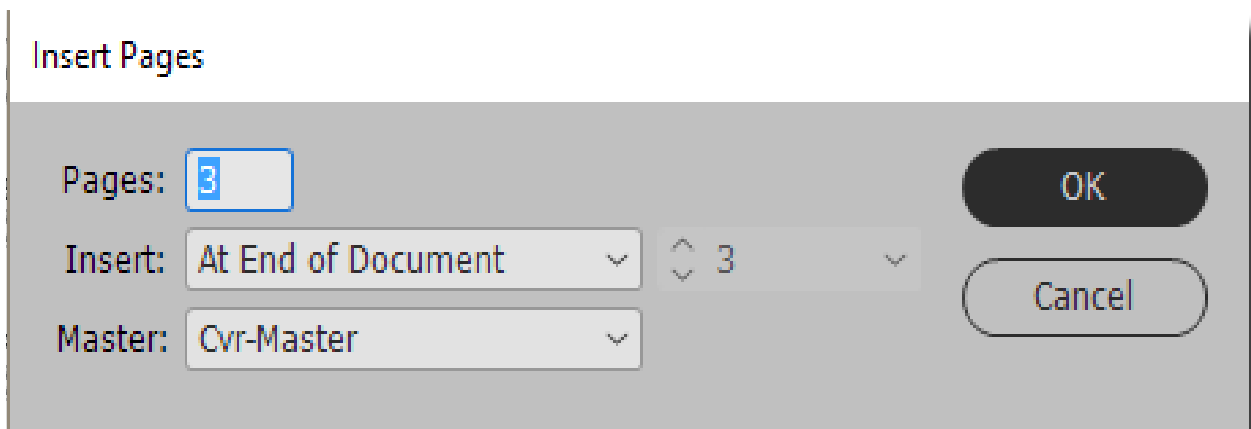 Insert Pages
Pages: 3
OK
Insert: At End of Document 3
Cancel
Master: Cvr-Master